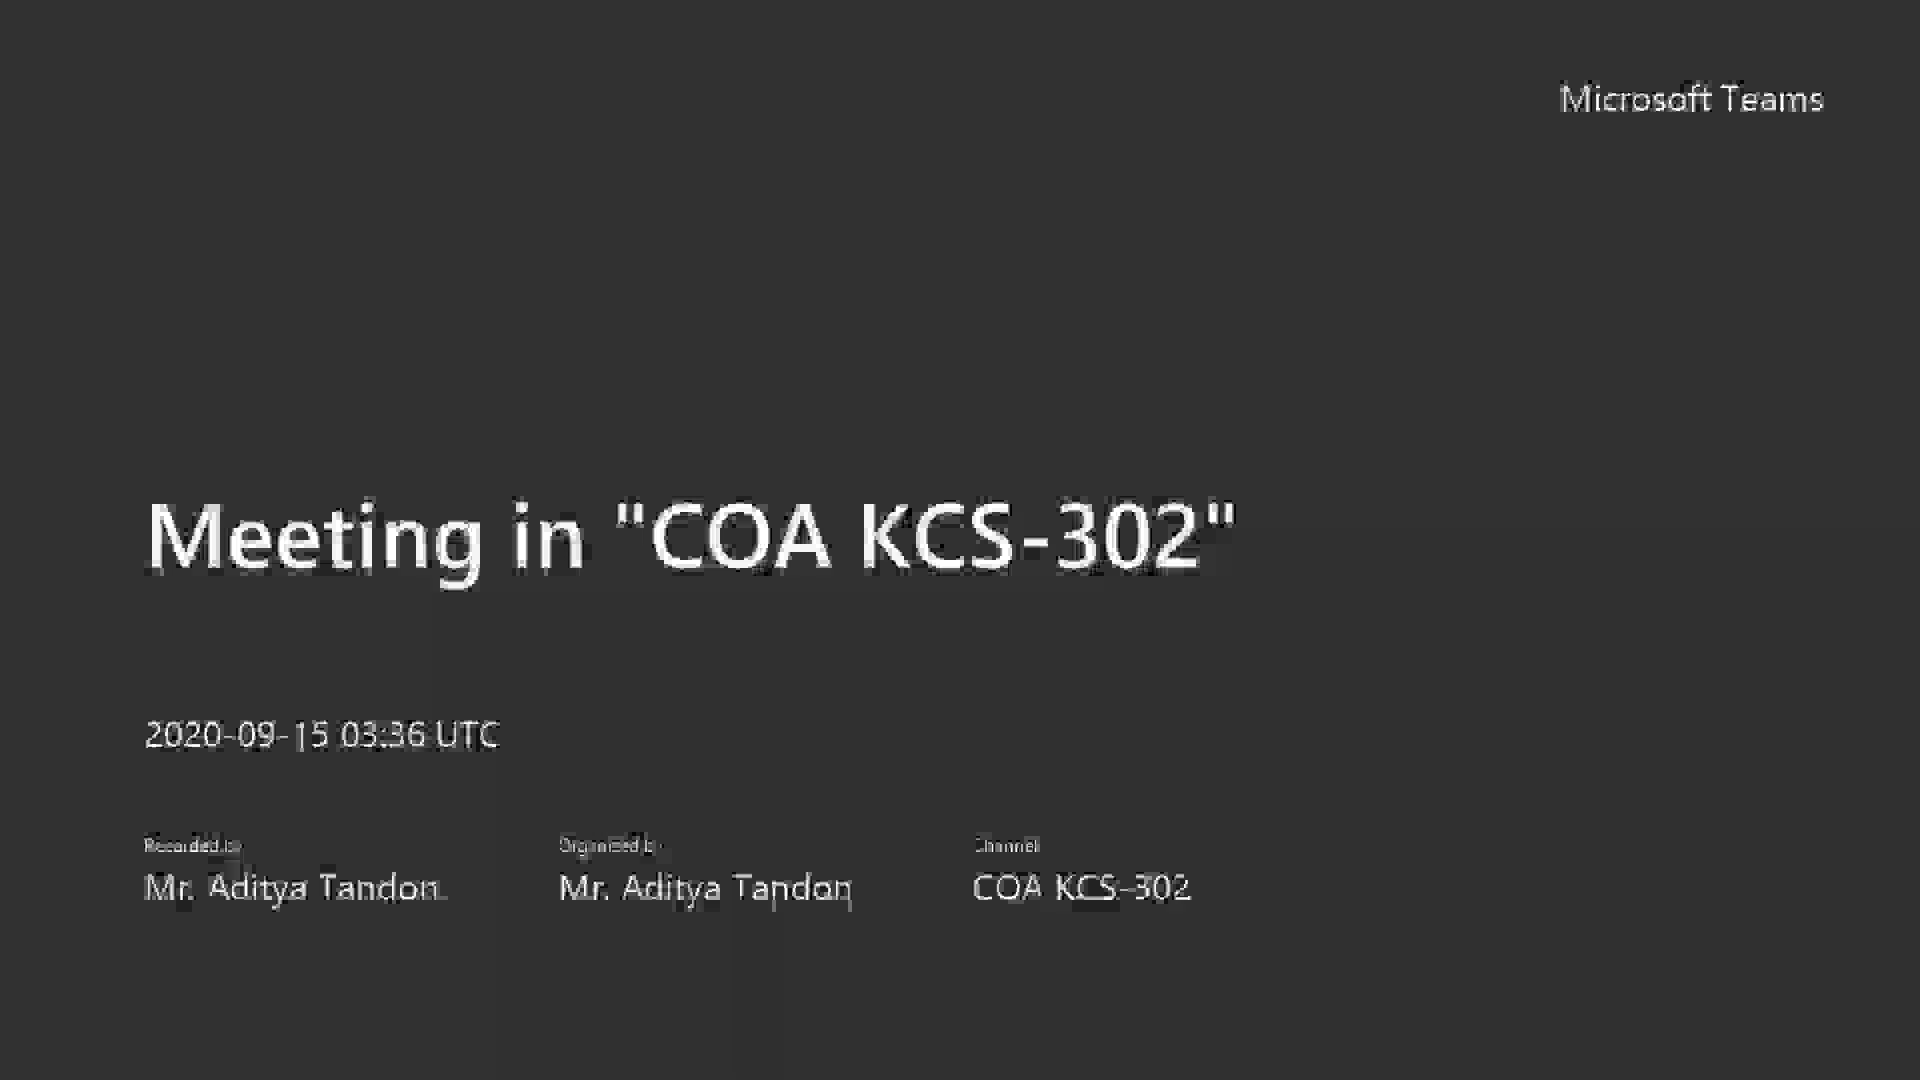 Microsoft Teams
Meeting in "COA KCS-302"
2020-09-15 03:36 UTC
Recorded by
Organized by
Channel
Mr. Aditya Tandon
Mr. Aditya Tandon
COA KCS-302